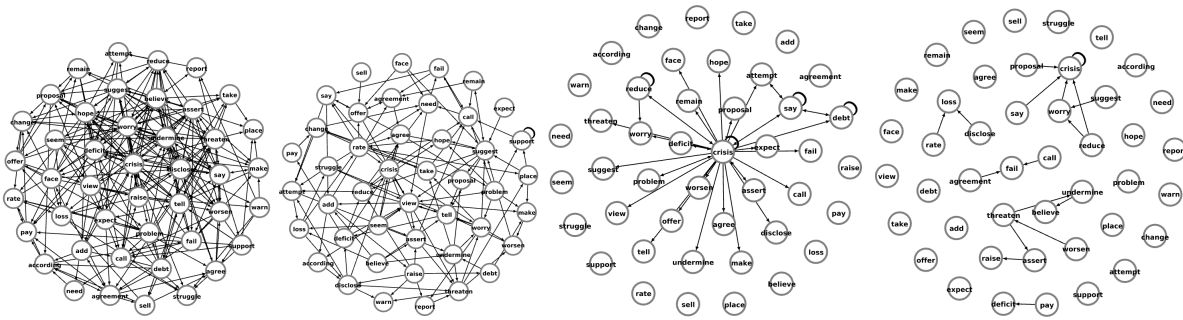 attempt
reduce
remain
report
suggest
proposal
believe
take
assert
hope
change
worry
place
seem
undermine
threaten
deficit
offer
crisis
disclose
make
face
say
view
rate
raise
tell
loss
worsen
warn
expect
pay
problem
fail
add
support
call
according
debt
agree
need
agreement
struggle
sell
face
fail
sell
remain
say
agreement
need
expect
offer
call
change
agree
hope
support
rate
suggest
pay
struggle
crisis
take
place
proposal
attempt
reduce
problem
add
view
make
tell
loss
seem
worry
deficit
assert
worsen
undermine
according
believe
raise
debt
disclose
threaten
warn
report
report
take
change
add
according
face
hope
attempt
agreement
warn
reduce
remain
proposal
say
debt
threaten
need
worry
deficit
crisis
expect
fail
suggest
raise
problem
seem
worsen
assert
call
view
offer
agree
pay
struggle
disclose
tell
undermine
make
loss
support
believe
rate
sell
place
sell
struggle
seem
tell
remain
proposal
crisis
according
agree
make
loss
suggest
need
say
worry
face
rate
disclose
reduce
hope
report
call
fail
view
agreement
problem
debt
undermine
warn
believe
threaten
take
add
place
change
worsen
offer
raise
assert
attempt
expect
support
deficit
pay